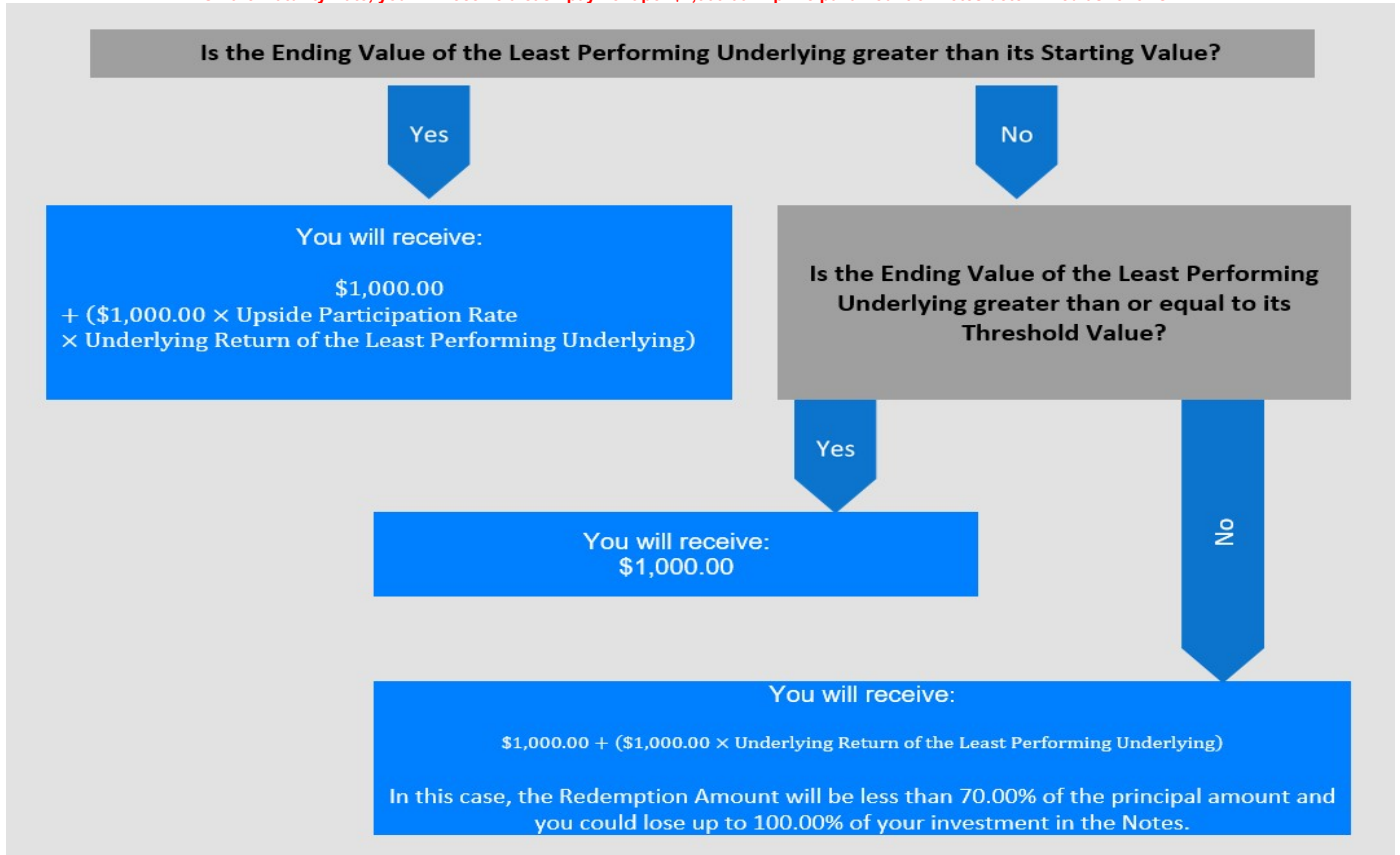 Is the Ending Value of the Least Performing Underlying greater than its Starting Value?
Yes
No
You will receive:
$1,000.00
+ ($1,000.00 × Upside Participation Rate
× Underlying Return of the Least Performing Underlying)
Is the Ending Value of the Least Performing
Underlying greater than or equal to its
Threshold Value?
Yes
No
You will receive:
$1,000.00
You will receive:
$1,000.00 + ($1,000.00 × Underlying Return of the Least Performing Underlying)
In this case, the Redemption Amount will be less than 70.00% of the principal amount and
you could lose up to 100.00% of your investment in the Notes.